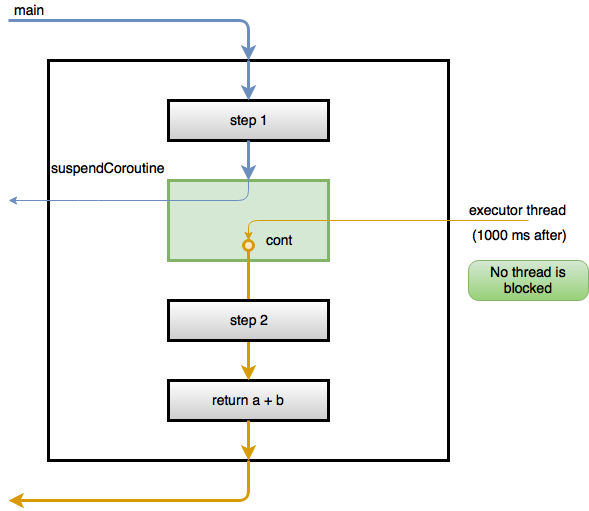 main
step 1
suspendCoroutine
executor thread
cont
(1000 ms after)
No thread is
blocked
step 2
return a + b